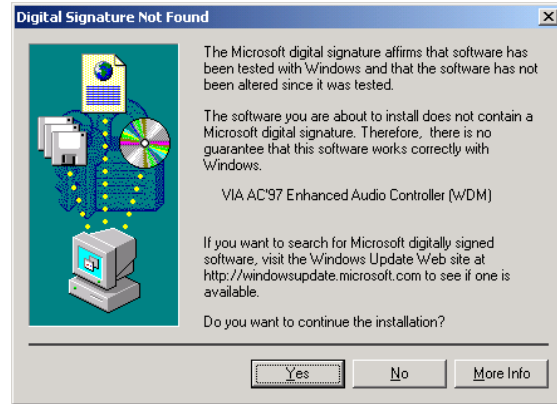 Digital Signature Not Found
The Microsoft digital signature affirms that software has
been tested with Windows and that the software has not
been altered since it was tested.
The software you are about to install does not contain a
Microsoft digital signature. Therefore, there is no
guarantee that this software works correctly with
Windows.
VIA AC'97 Enhanced Audio Controller (WDM)
If you want to search for Microsoft digitally signed
software, visit the Windows Update Web site at
http://windowsupdate.microsoft.com to see if one is
available.
Do you want to continue the installation?
Yes No More Info